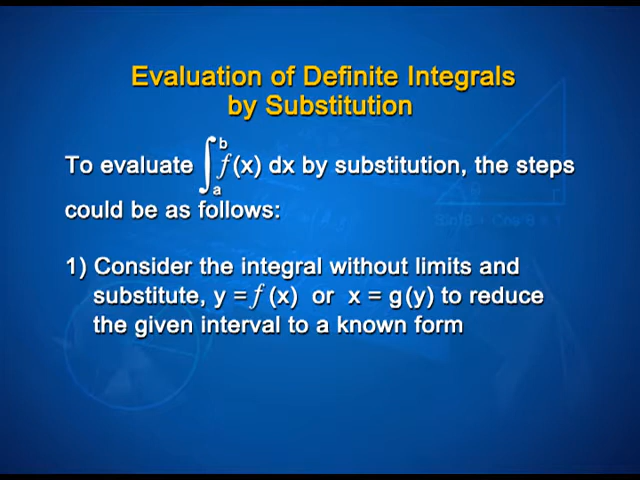 Evaluation of Definite Integrals
by Substitution
To evaluate ∫_a^b f(x) dx by substitution, the steps
could be as follows:
1) Consider the integral without limits and
substitute, y = f (x) or x = g(y) to reduce
the given interval to a known form